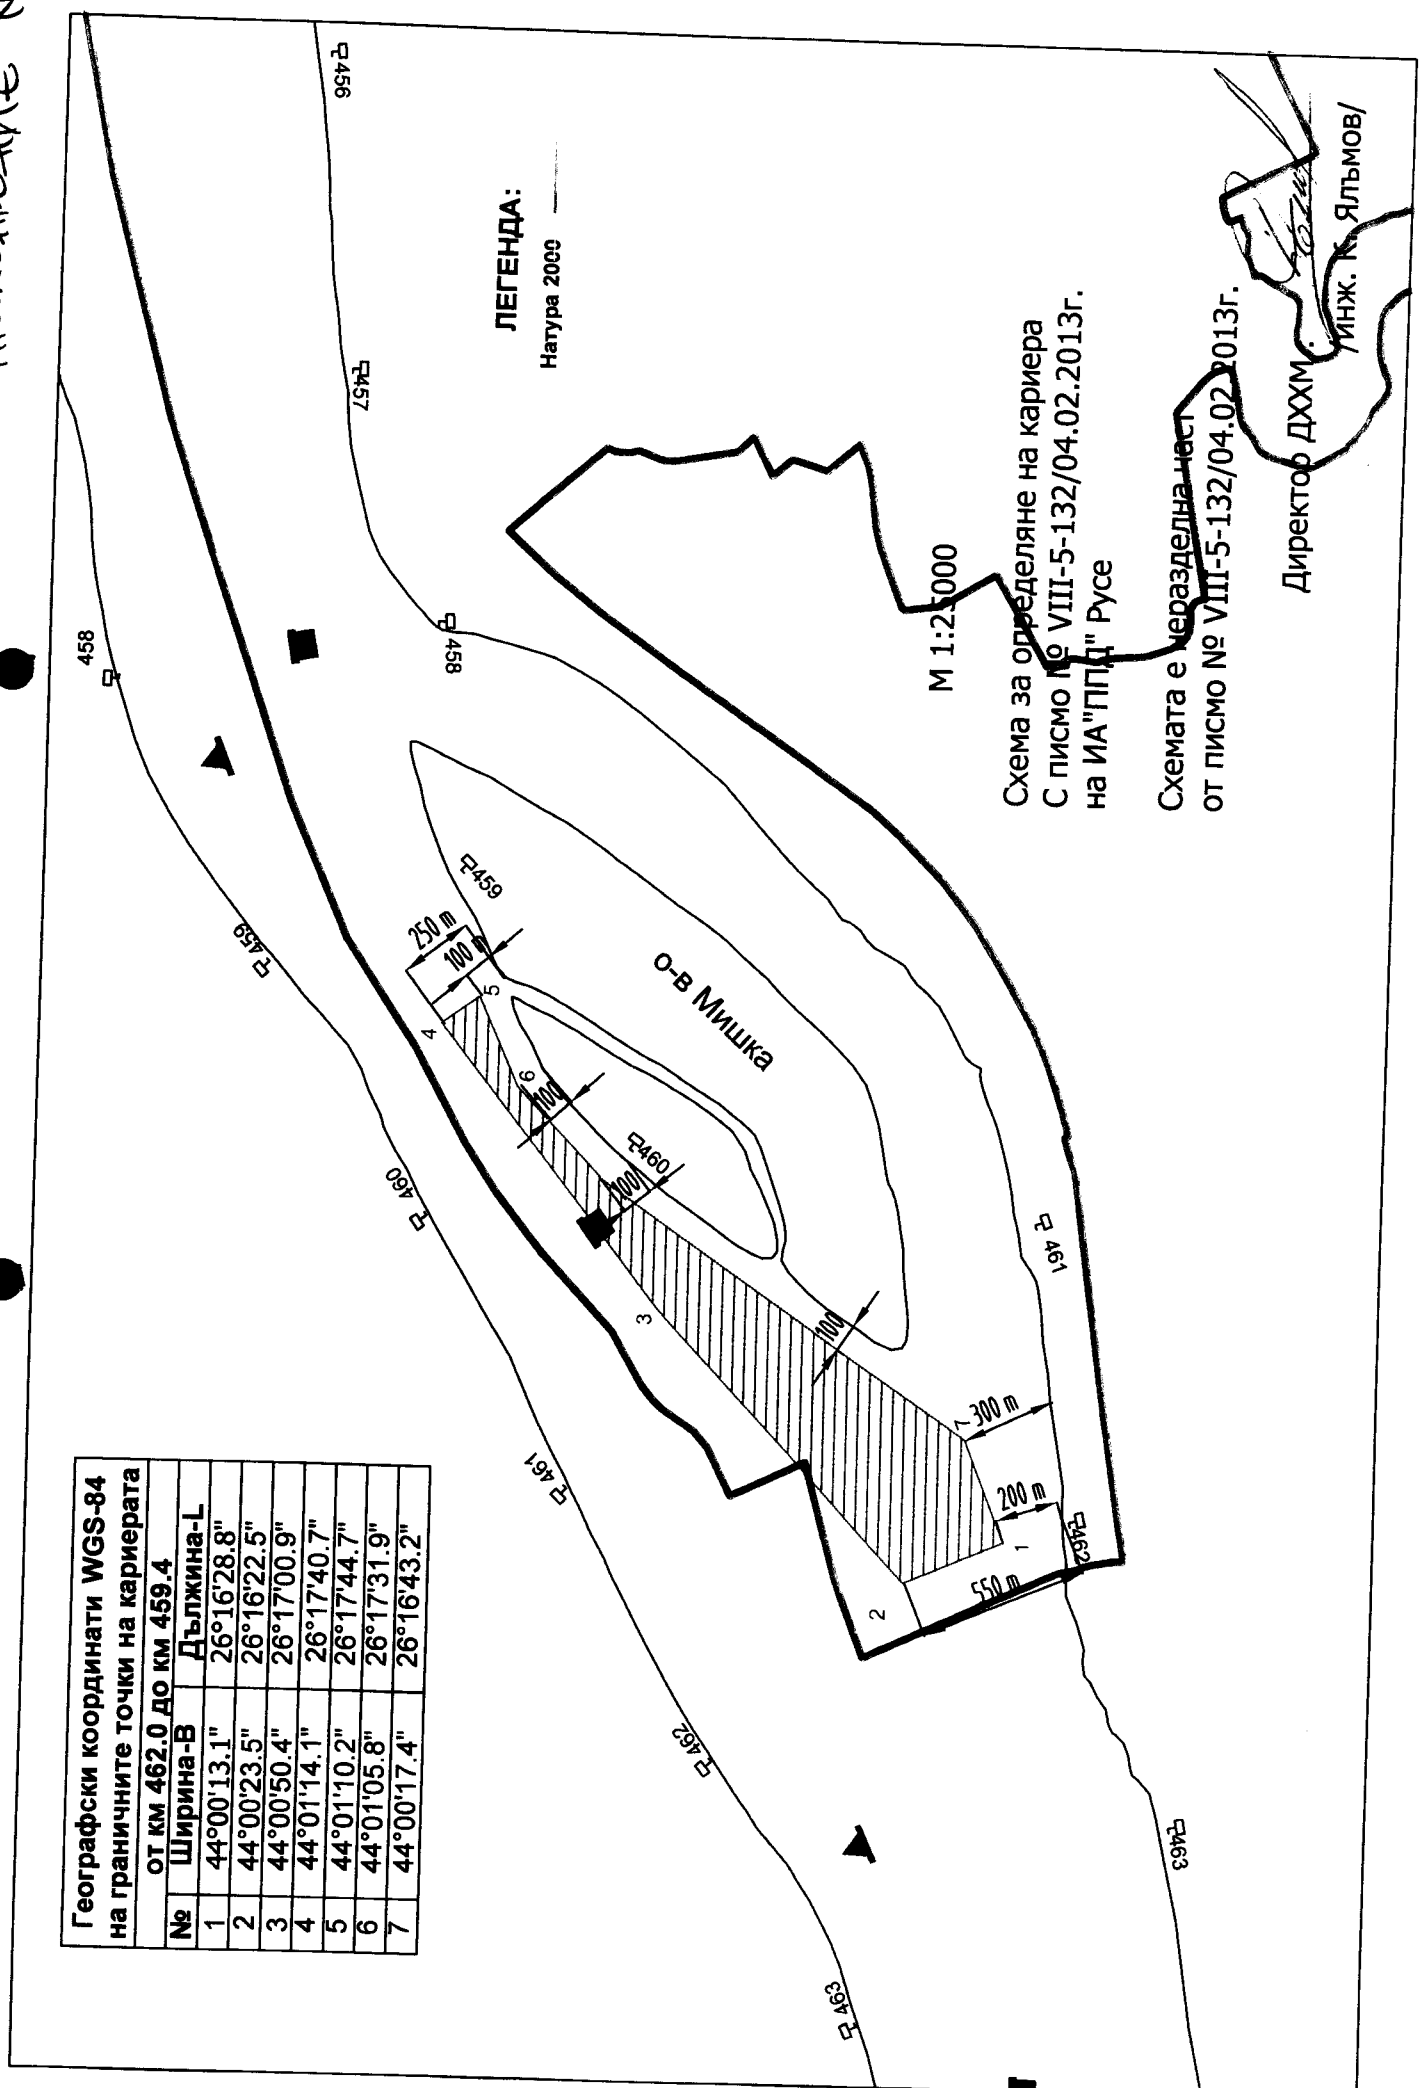 Географски координати WGS-84
на граничните точки на кариерата
от км 462.0 до км 459.4
№ Ширина-B Дължина-L
1 44°00'13.1" 26°16'28.8"
2 44°00'23.5" 26°16'22.5"
3 44°00'50.4" 26°17'00.9"
4 44°01'14.1" 26°17'40.7"
5 44°01'10.2" 26°17'44.7"
6 44°01'05.8" 26°17'31.9"
7 44°00'17.4" 26°16'43.2"
463
462
461
460
459
458
2
3
4
250 m
100 m
5
6
100
460
100
459
458
457
456
ЛЕГЕНДА:
Натура 2000
о-в Мишка
100
7
300 m
200 m
1
550 m
461
462
463
М 1:25000
Схема за определяне на кариера
С писмо № VIII-5-132/04.02.2013г.
на ИА"ППД" Русе
Схемата е неразделна част
от писмо № VIII-5-132/04.02.2013г.
Директор ДХХМ:
/инж. К. Ялъмов/